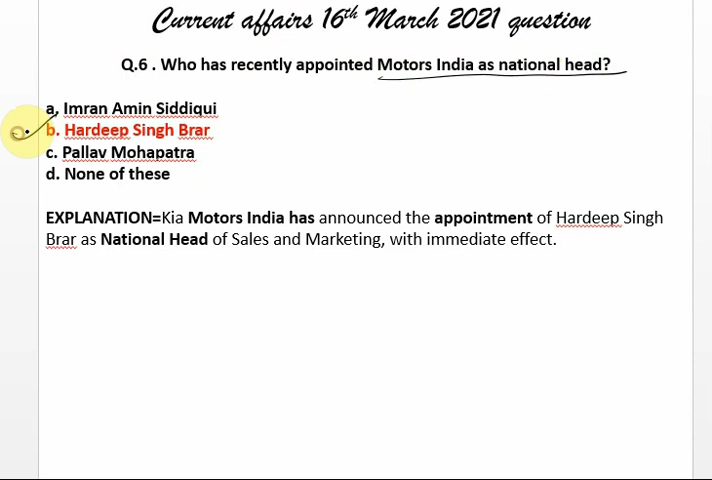 Current affairs 16th March 2021 question
Q.6 . Who has recently appointed Motors India as national head?
a, Imran Amin Siddiqui
b. Hardeep Singh Brar
c. Pallav Mohapatra
d. None of these
EXPLANATION=Kia Motors India has announced the appointment of Hardeep Singh
Brar as National Head of Sales and Marketing, with immediate effect.